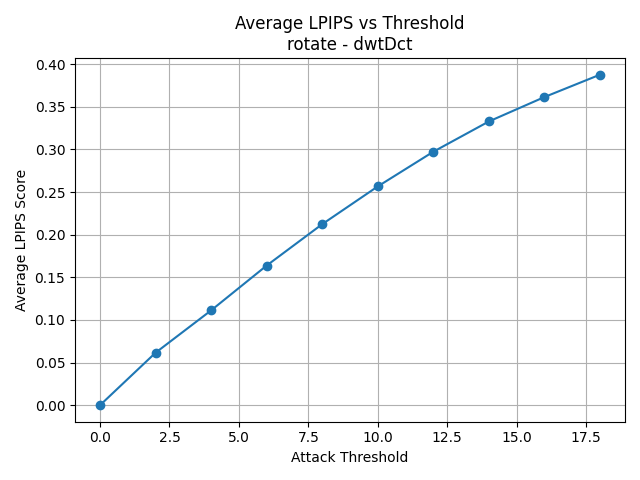 Average LPIPS vs Threshold
rotate - dwtDct
Average LPIPS Score
0.40
0.35
0.30
0.25
0.20
0.15
0.10
0.05
0.00
0.0 2.5 5.0 7.5 10.0 12.5 15.0 17.5
Attack Threshold